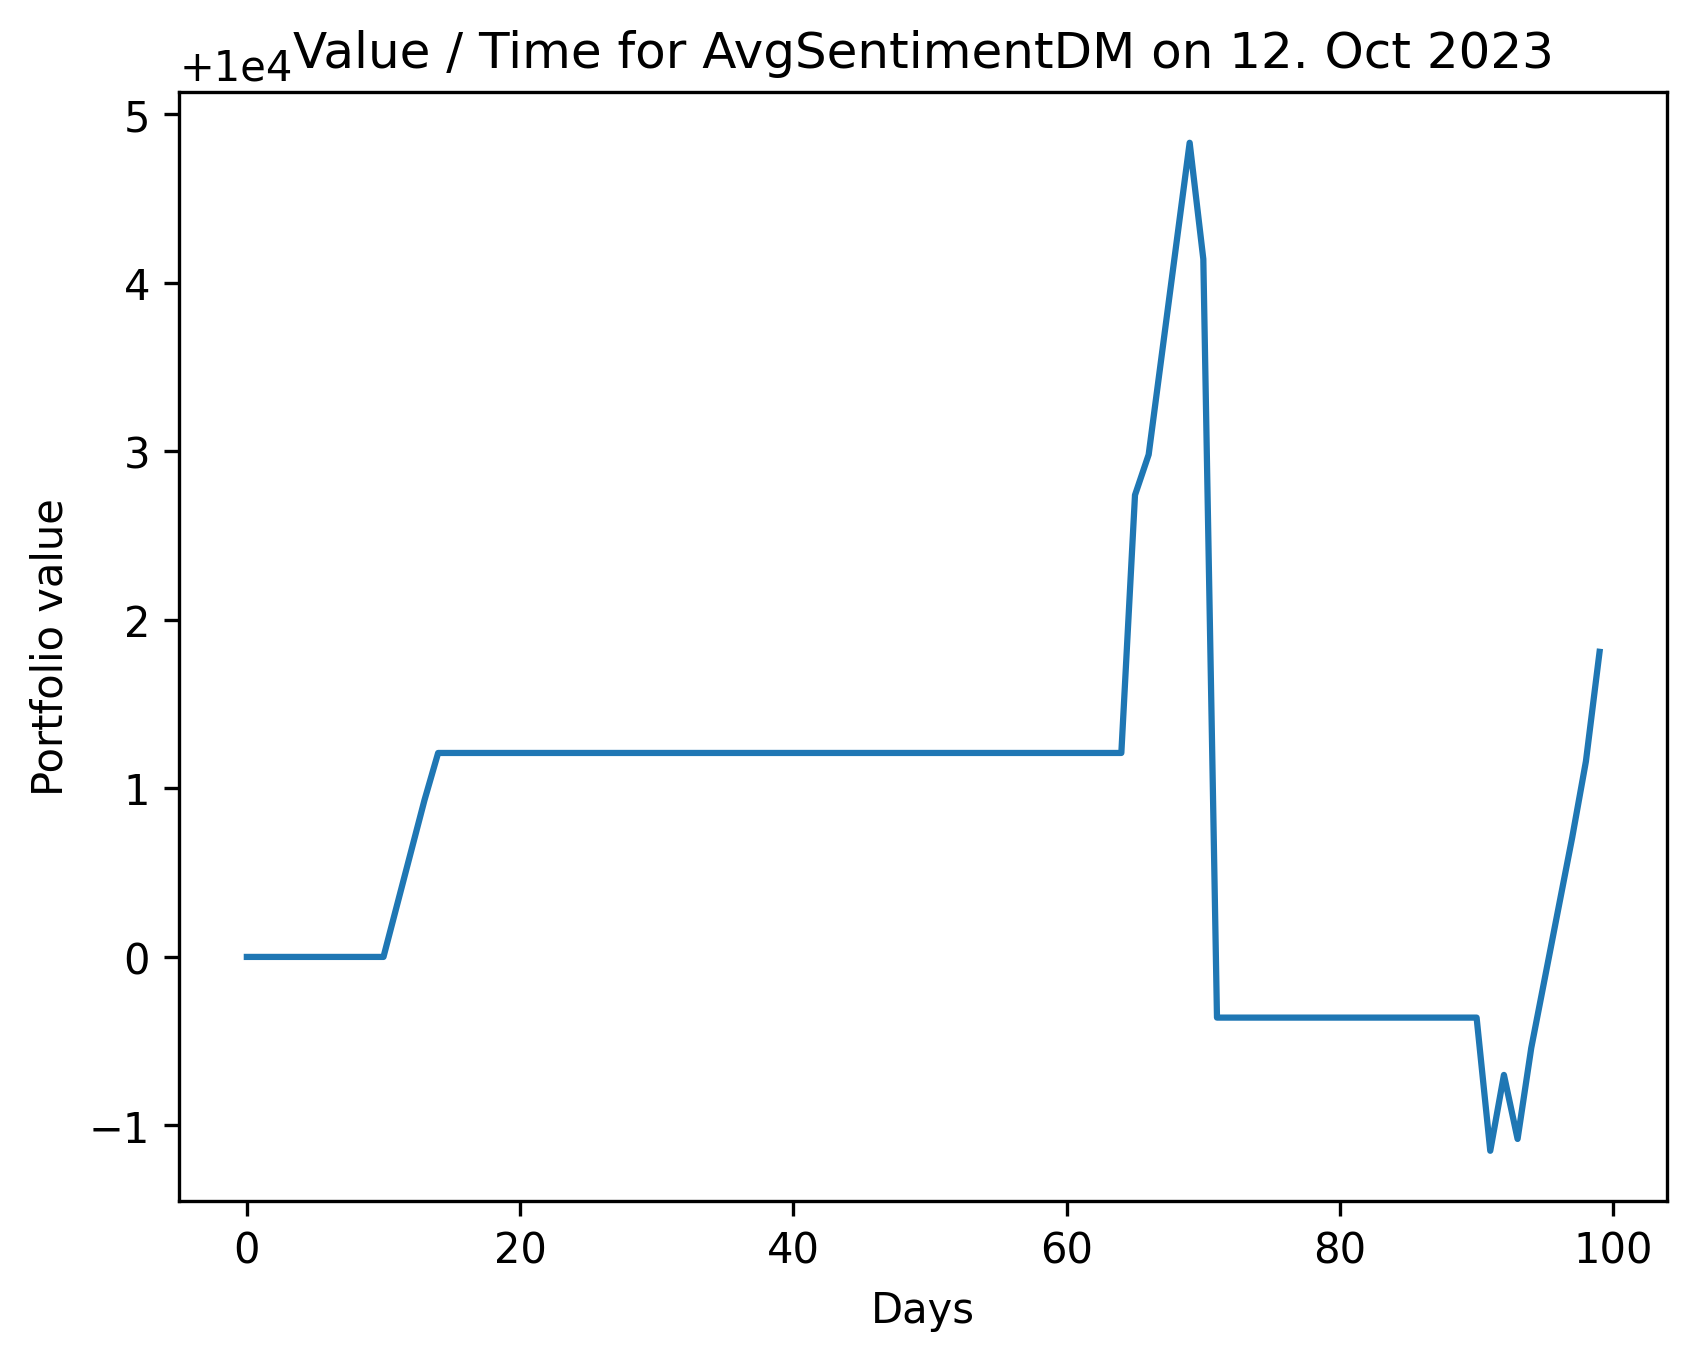 Value / Time for AvgSentimentDM on 12. Oct 2023
+1e4
5
4
3
2
1
0
−1
Portfolio value
0 20 40 60 80 100
Days